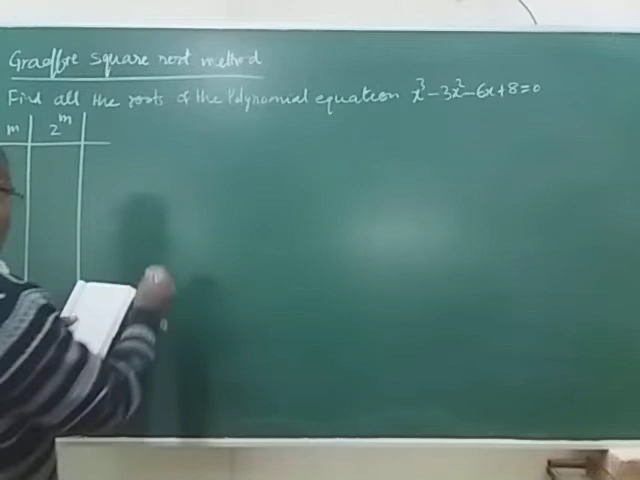 Graeffe square root method
Find all the roots of the Polynomial equation x³-3x²-6x+8=0
m 2^m